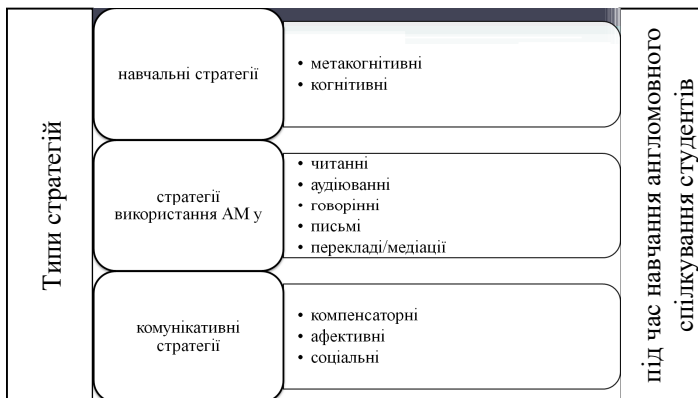 Типи стратегій
навчальні стратегії
• метакогнітивні
• когнітивні
стратегії
використання АМ у
• читанні
• аудіюванні
• говорінні
• письмі
• перекладі/медіації
комунікативні
стратегії
• компенсаторні
• афективні
• соціальні
під час навчання англомовного
спілкування студентів